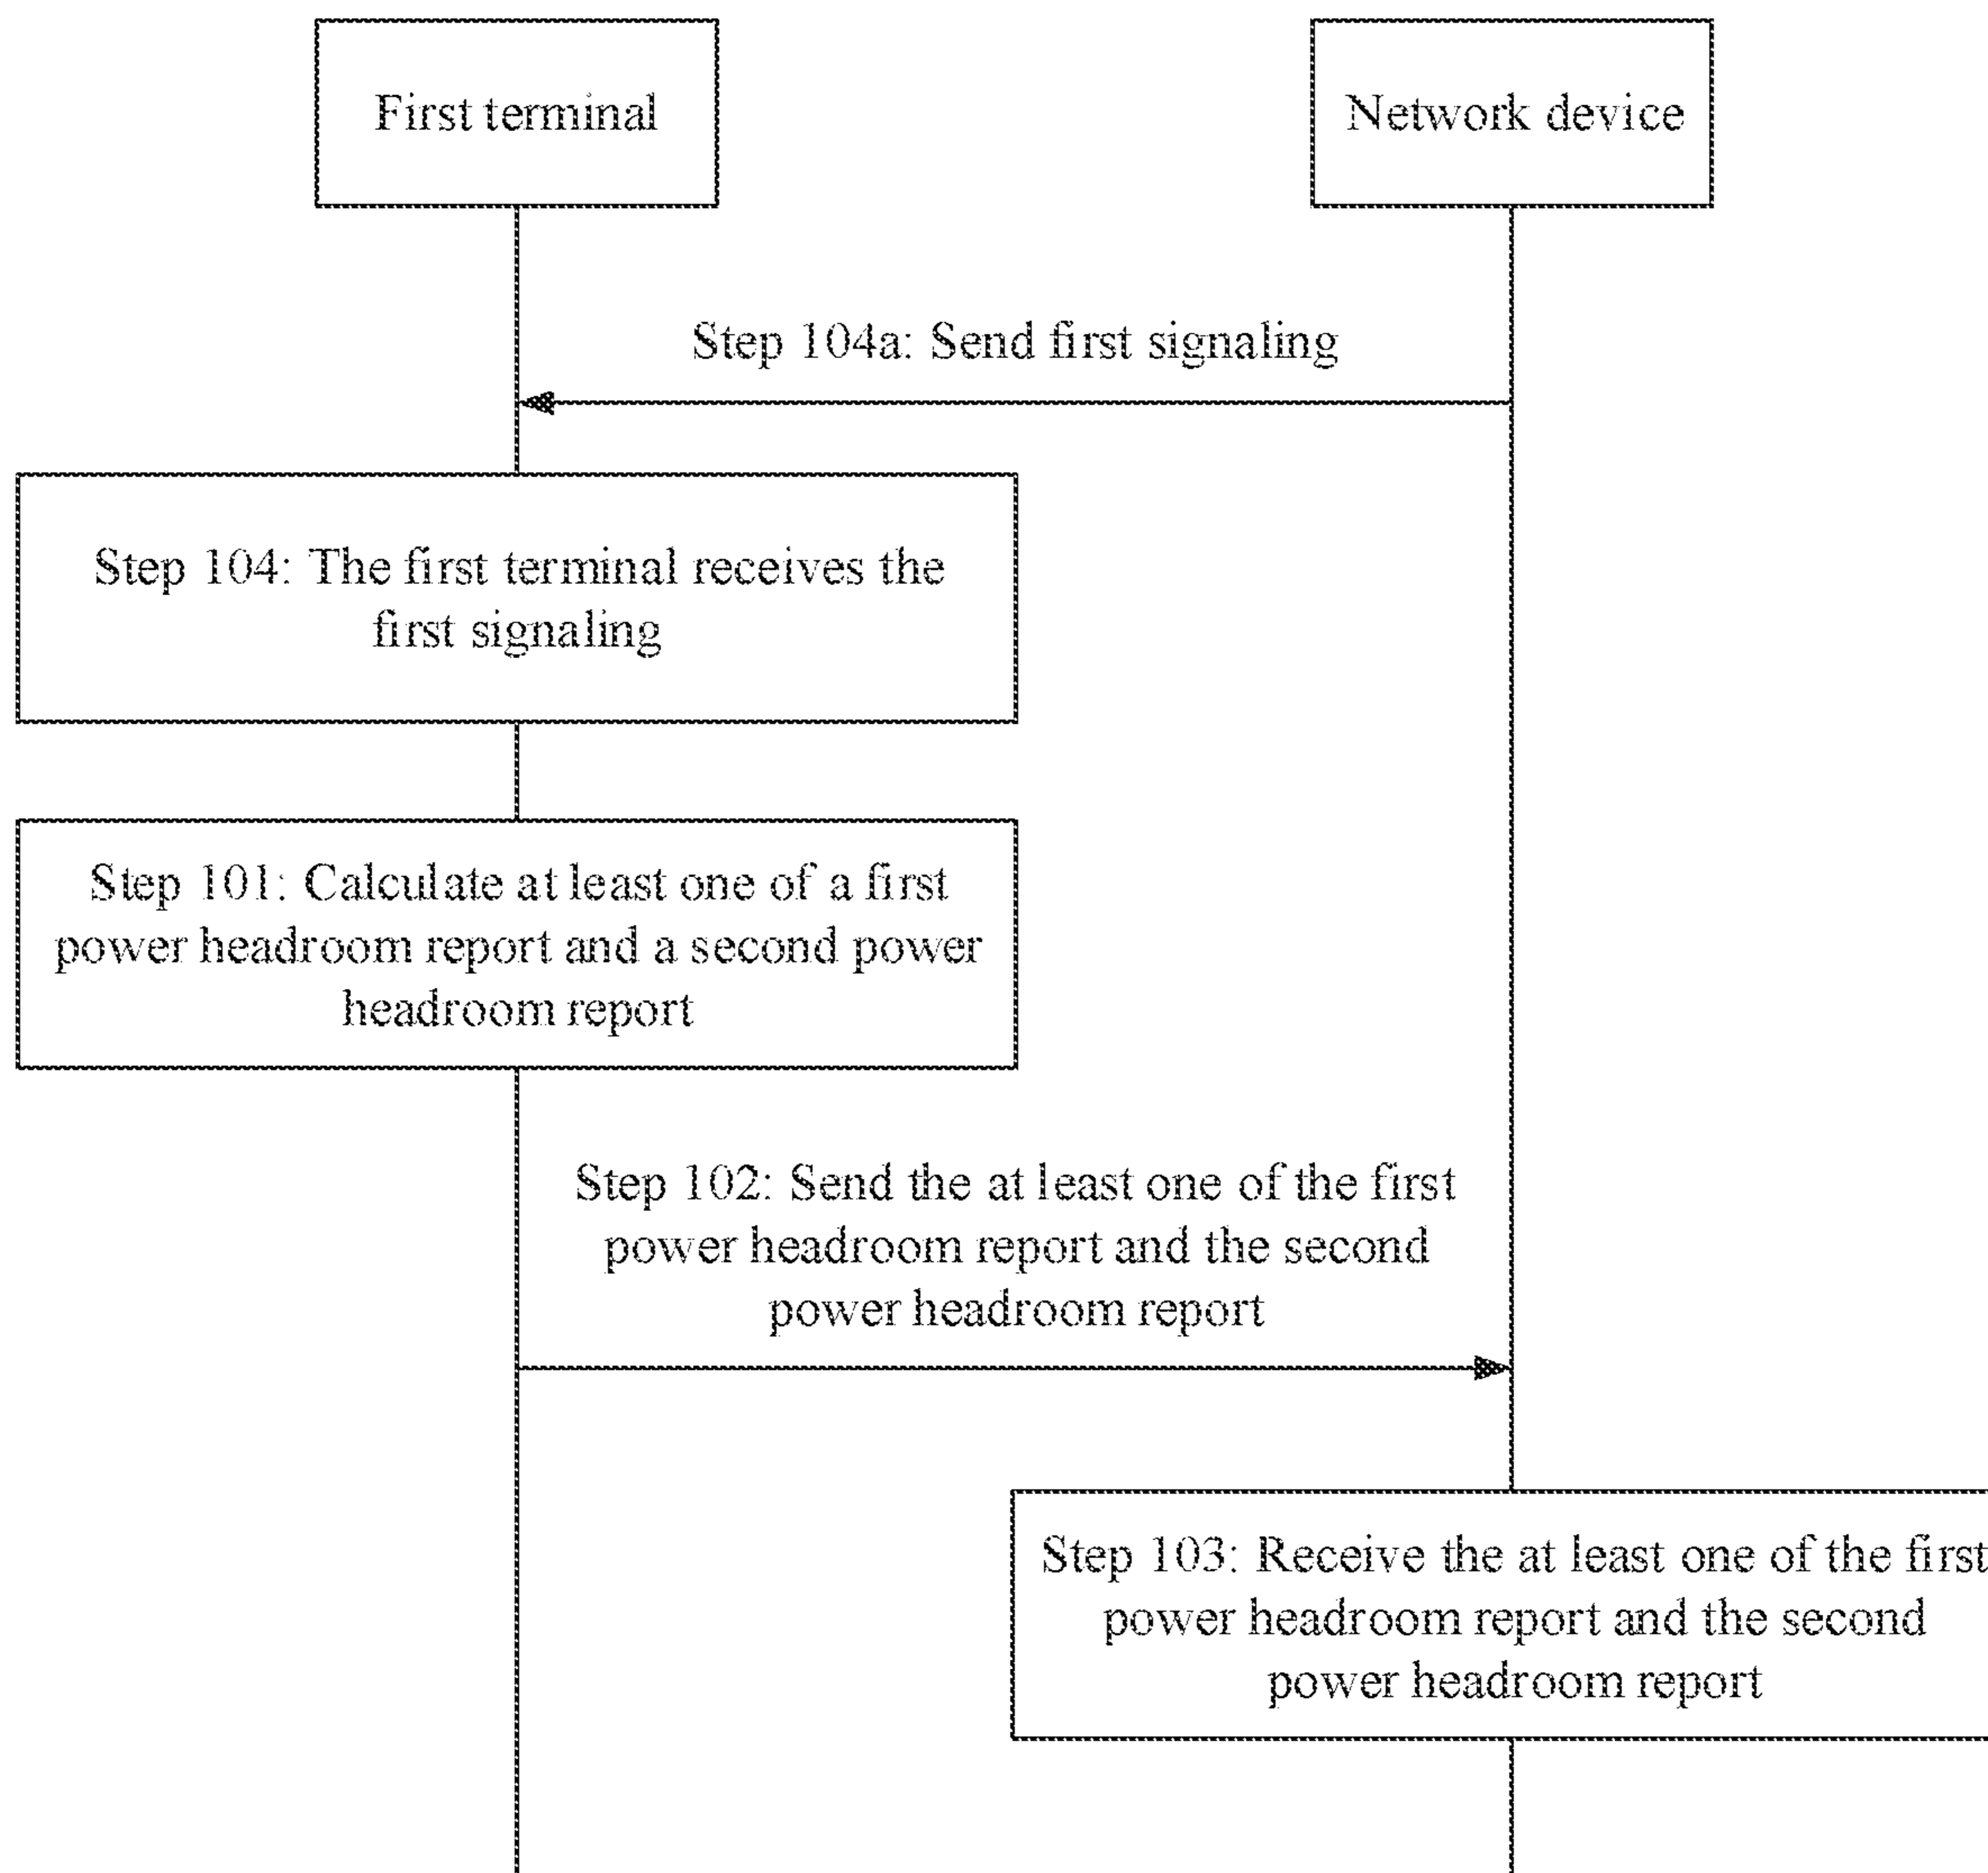 First terminal
Network device
Step 104a: Send first signaling
Step 104: The first terminal receives the
first signaling
Step 101: Calculate at least one of a first
power headroom report and a second power
headroom report
Step 102: Send the at least one of the first
power headroom report and the second
power headroom report
Step 103: Receive the at least one of the first
power headroom report and the second
power headroom report